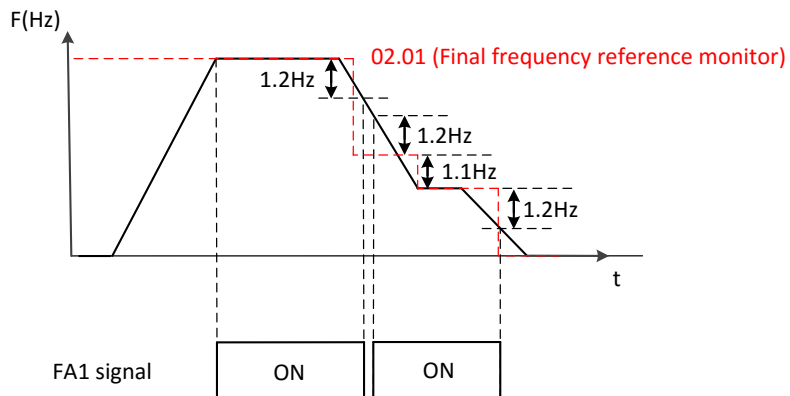 F(Hz)
02.01 (Final frequency reference monitor)
1.2Hz
1.2Hz
1.1Hz
1.2Hz
t
FA1 signal
ON
ON